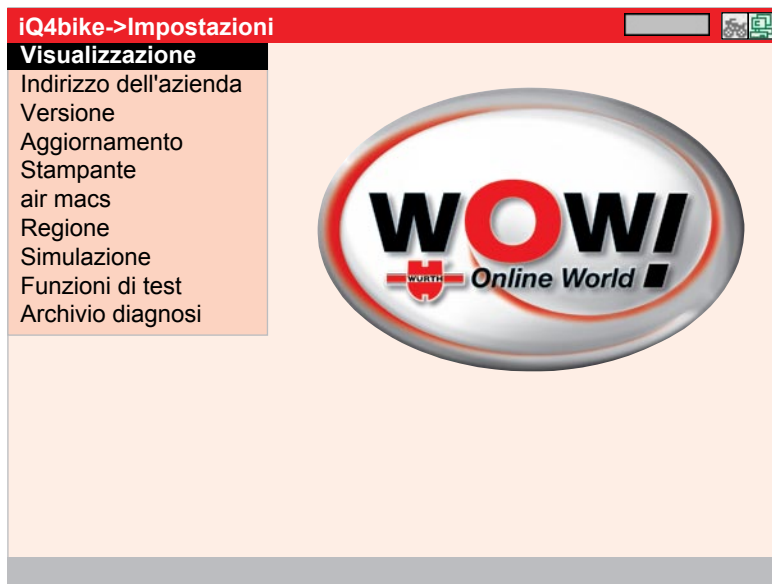 iQ4bike->Impostazioni
Visualizzazione
Indirizzo dell'azienda
Versione
Aggiornamento
Stampante
air macs
Regione
Simulazione
Funzioni di test
Archivio diagnosi
WOW!
WURTH Online World